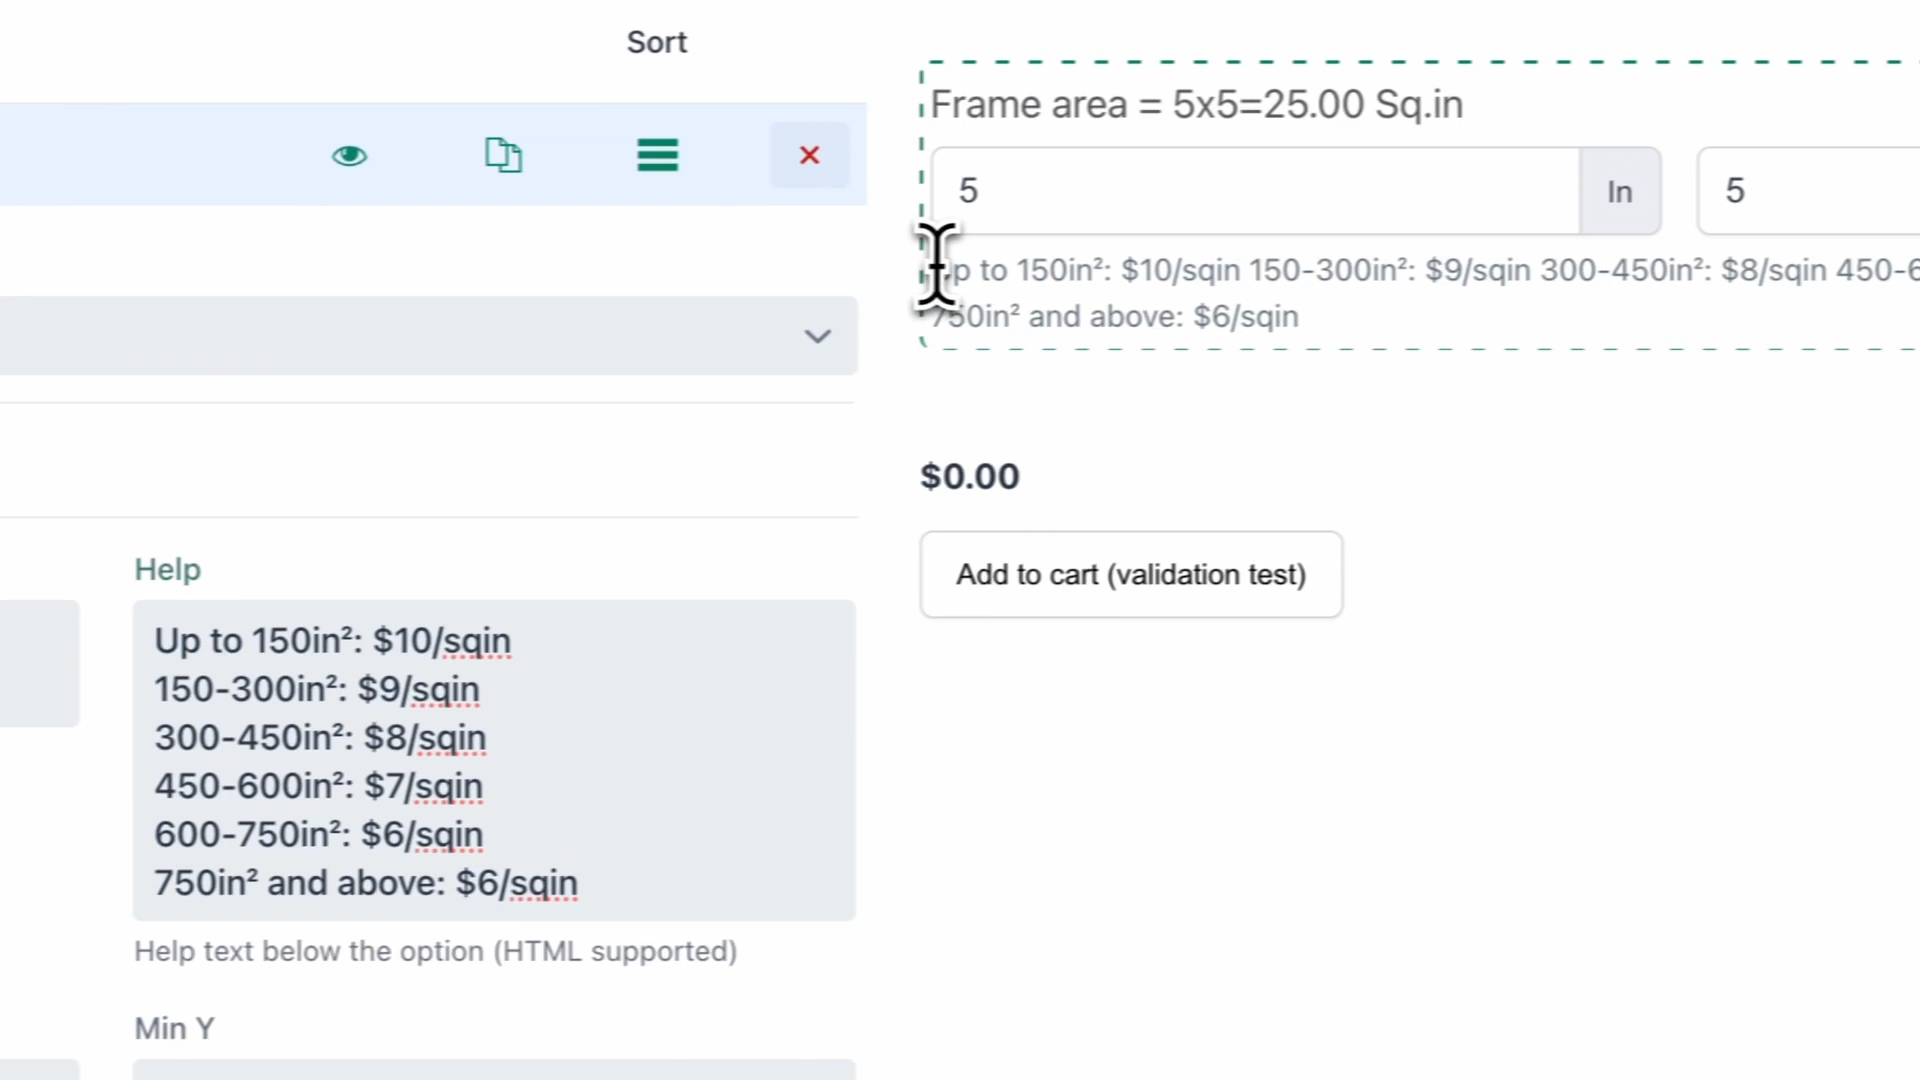 Sort
Frame area = 5x5=25.00 Sq.in
5
In
5
to 150in²: $10/sqin 150-300in²: $9/sqin 300-450in²: $8/sqin
750in² and above: $6/sqin
$0.00
Add to cart (validation test)
Help
Up to 150in²: $10/sqin
150-300in²: $9/sqin
300-450in²: $8/sqin
450-600in²: $7/sqin
600-750in²: $6/sqin
750in² and above: $6/sqin
Help text below the option (HTML supported)
Min Y